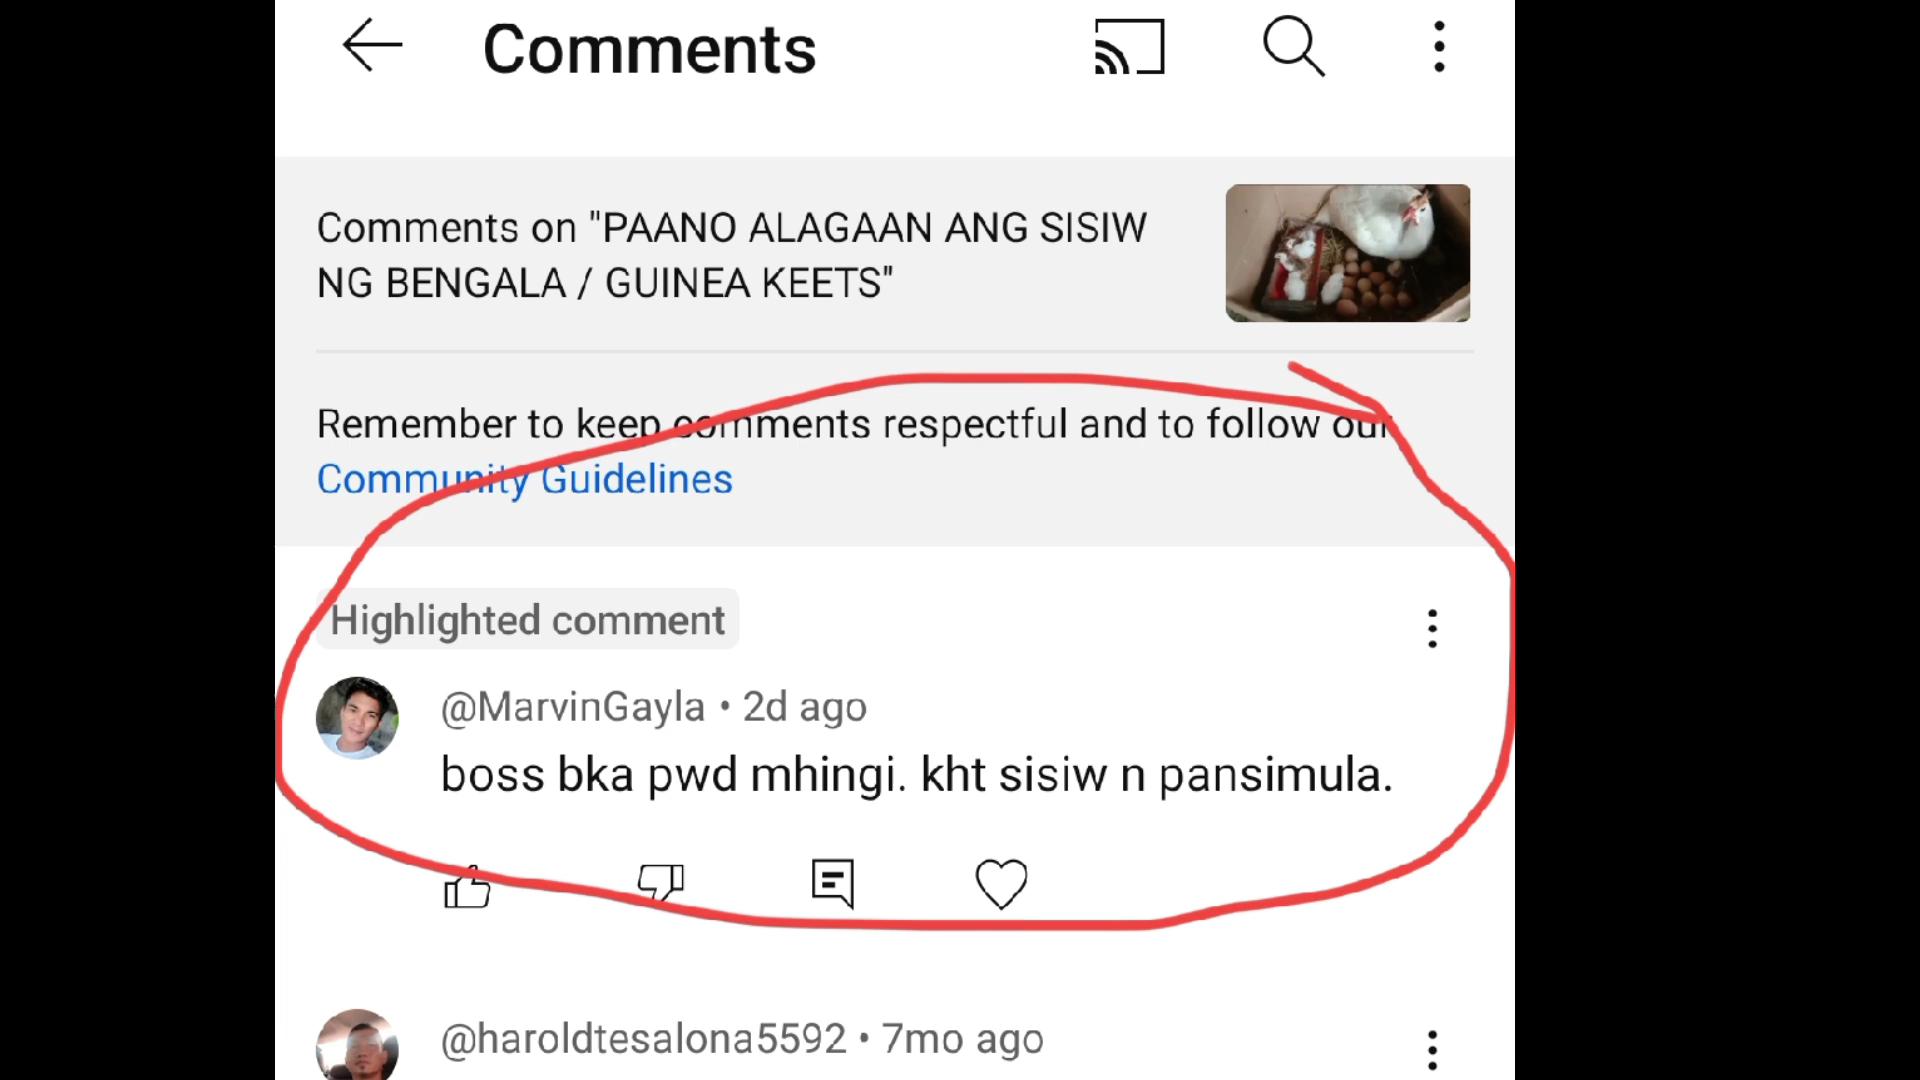 Comments
Comments on "PAANO ALAGAAN ANG SISIW
NG BENGALA / GUINEA KEETS"
Remember to keep comments respectful and to follow our
Community Guidelines
Highlighted comment
@MarvinGayla • 2d ago
boss bka pwd mhingi. kht sisiw n pansimula.
@haroldtesalona5592 • 7mo ago